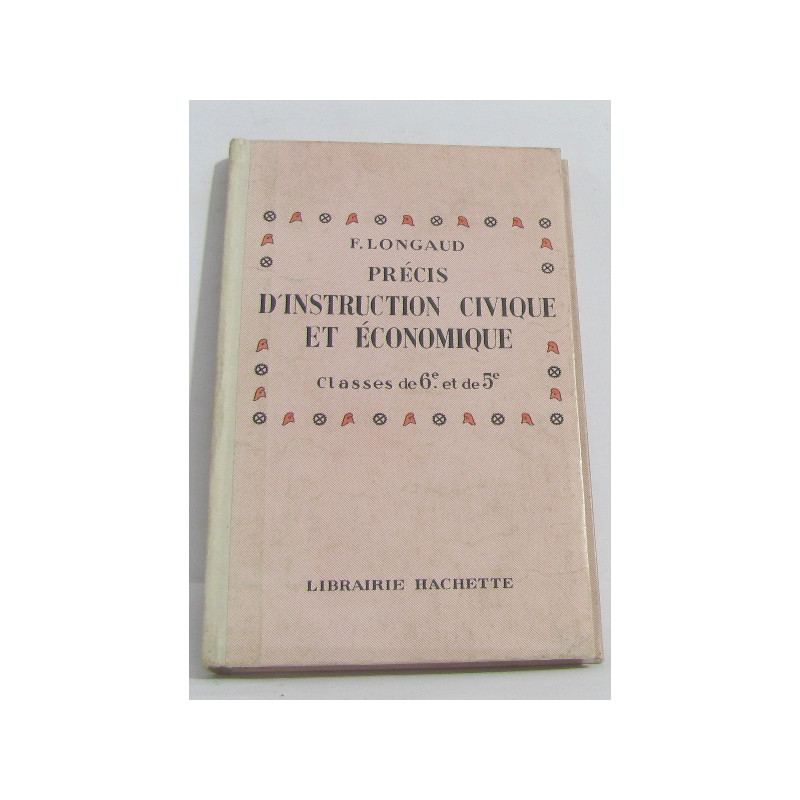 F. LONGAUD
PRÉCIS
D'INSTRUCTION CIVIQUE
ET ÉCONOMIQUE
Classes de 6e. et de 5e
LIBRAIRIE HACHETTE